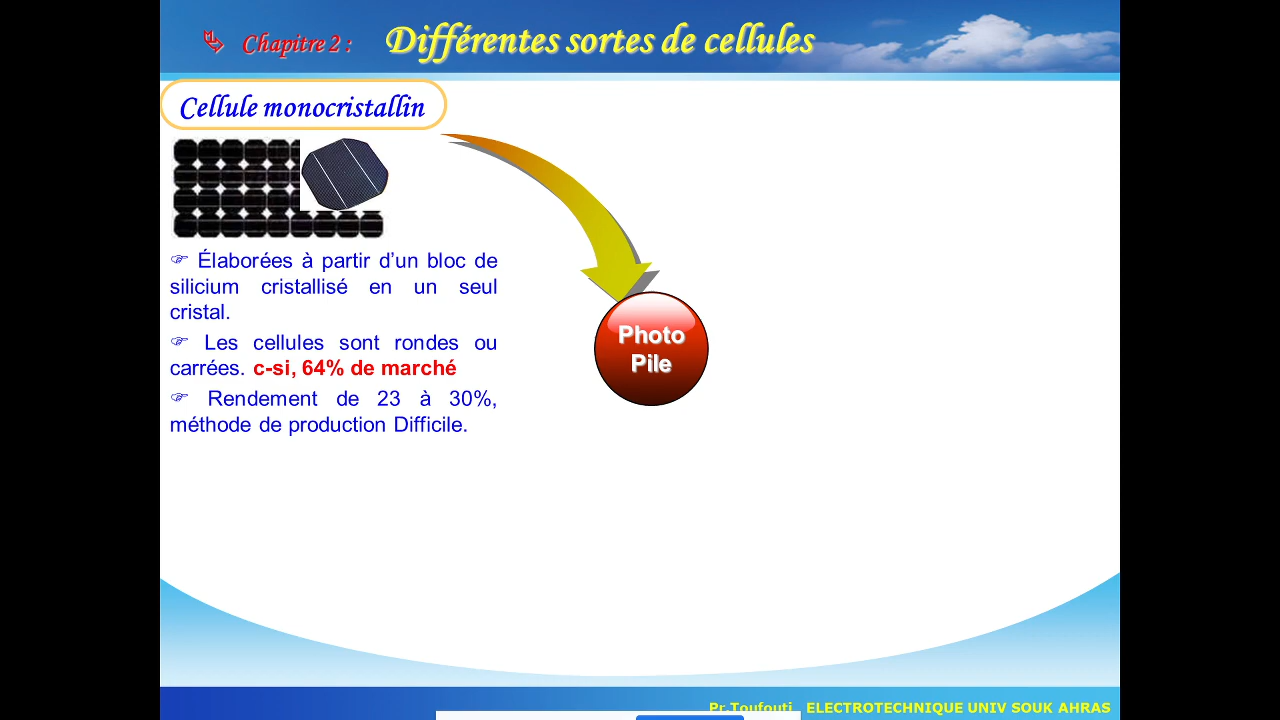 Chapitre 2 : Différentes sortes de cellules
Cellule monocristallin
Élaborées à partir d’un bloc de
silicium cristallisé en un seul
cristal.
Les cellules sont rondes ou
carrées. c-si, 64% de marché
Rendement de 23 à 30%,
méthode de production Difficile.
Photo
Pile
Pr.Toufouti ELECTROTECHNIQUE UNIV SOUK AHRAS